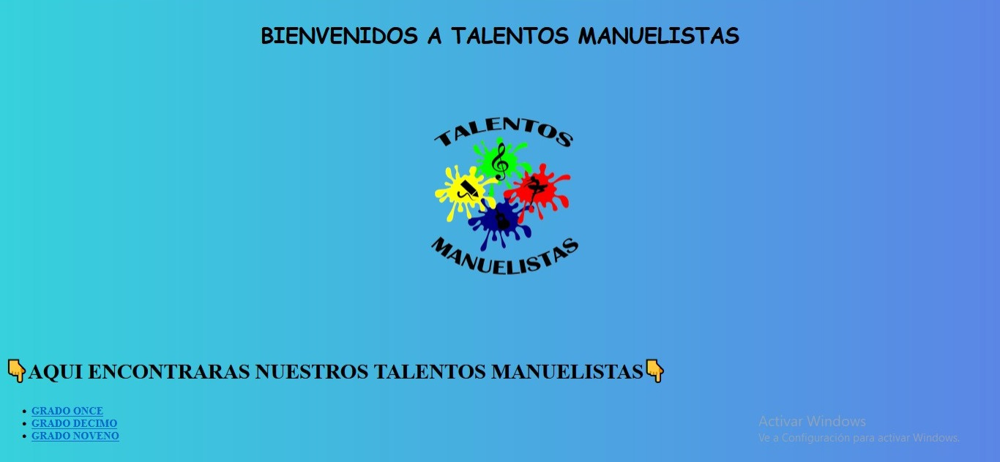 BIENVENIDOS A TALENTOS MANUELISTAS
TALENTOS
MANUELISTAS
👇AQUI ENCONTRARAS NUESTROS TALENTOS MANUELISTAS👇
• GRADO ONCE
• GRADO DECIMO
• GRADO NOVENO
Activar Windows
Ve a Configuración para activar Windows.